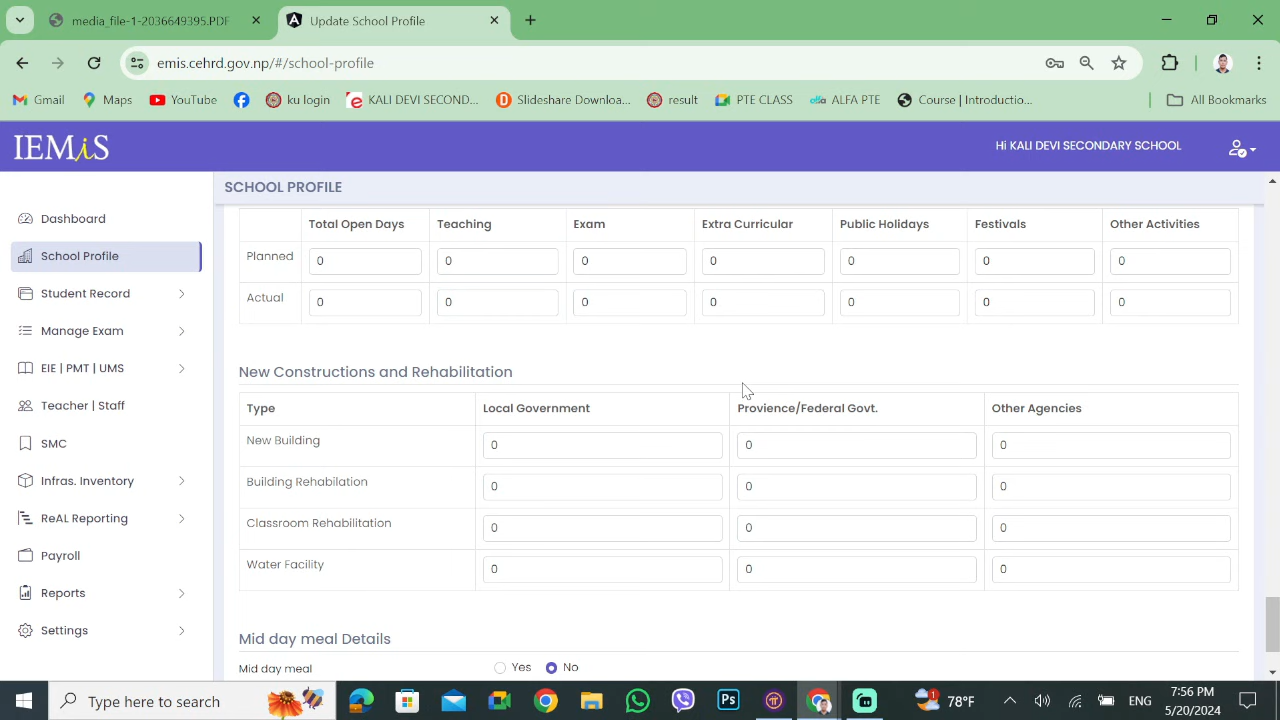 media_file-1-2036649395.PDF
Update School Profile
emis.cehrd.gov.np/#/school-profile
Gmail
Maps
YouTube
ku login
KALI DEVI SECOND...
Slideshare Downloa...
result
PTE CLASS
ALFA PTE
Course | Introductio...
All Bookmarks
IEMiS
Hi KALI DEVI SECONDARY SCHOOL
SCHOOL PROFILE
Dashboard
School Profile
Student Record
Manage Exam
EIE | PMT | UMS
Teacher | Staff
SMC
Infras. Inventory
ReAL Reporting
Payroll
Reports
Settings
Total Open Days Teaching Exam Extra Curricular Public Holidays Festivals Other Activities
Planned 0 0 0 0 0 0 0
Actual 0 0 0 0 0 0 0
New Constructions and Rehabilitation
Type Local Government Provience/Federal Govt. Other Agencies
New Building 0 0 0
Building Rehabilation 0 0 0
Classroom Rehabilitation 0 0 0
Water Facility 0 0 0
Mid day meal Details
Mid day meal Yes No
Type here to search
Ps
1
78°F
ENG
7:56 PM
5/20/2024